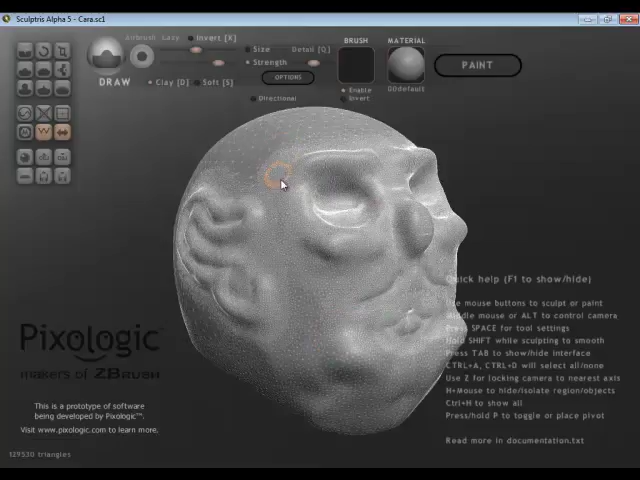 Sculptris Alpha 5 - Cara.sc1
Airbrush Lazy Invert [X]
Size Detail [Q]
Strength
DRAW Clay [D] Soft [S] OPTIONS
Directional
BRUSH
Enable
Invert
MATERIAL
00default
PAINT
Quick help (F1 to show/hide)
Use mouse buttons to sculpt or paint
Middle mouse or ALT to control camera
Press SPACE for tool settings
Hold SHIFT while sculpting to smooth
Press TAB to show/hide interface
CTRL+A, CTRL+D will select all/none
Use Z for locking camera to nearest axis
H+Mouse to hide/isolate region/objects
Ctrl+H to show all
Press/hold P to toggle or place pivot
Read more in documentation.txt
Pixologic
makers of ZBRUSH
This is a prototype of software
being developed by Pixologic™.
Visit www.pixologic.com to learn more.
129530 triangles